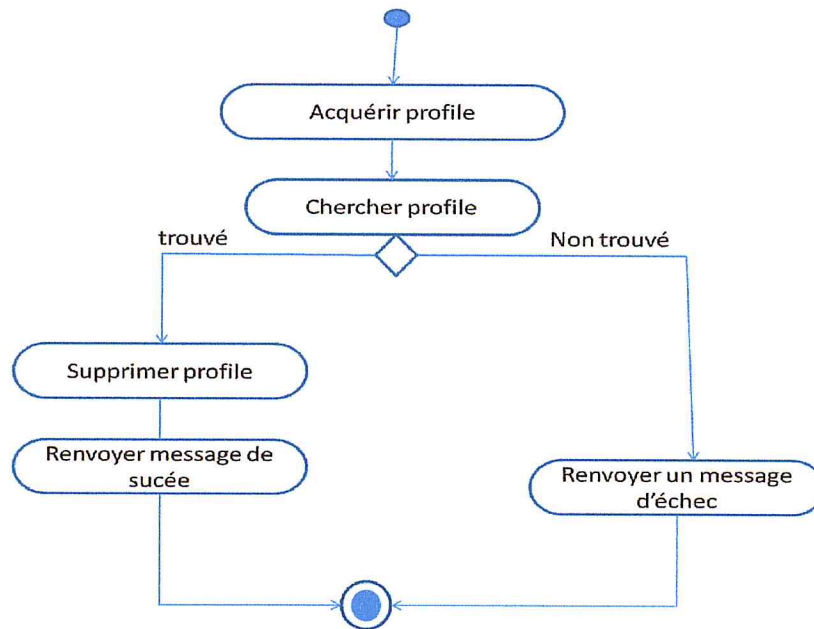 Acquérir profile
Chercher profile
trouvé
Non trouvé
Supprimer profile
Renvoyer message de
sucée
Renvoyer un message
d'échec